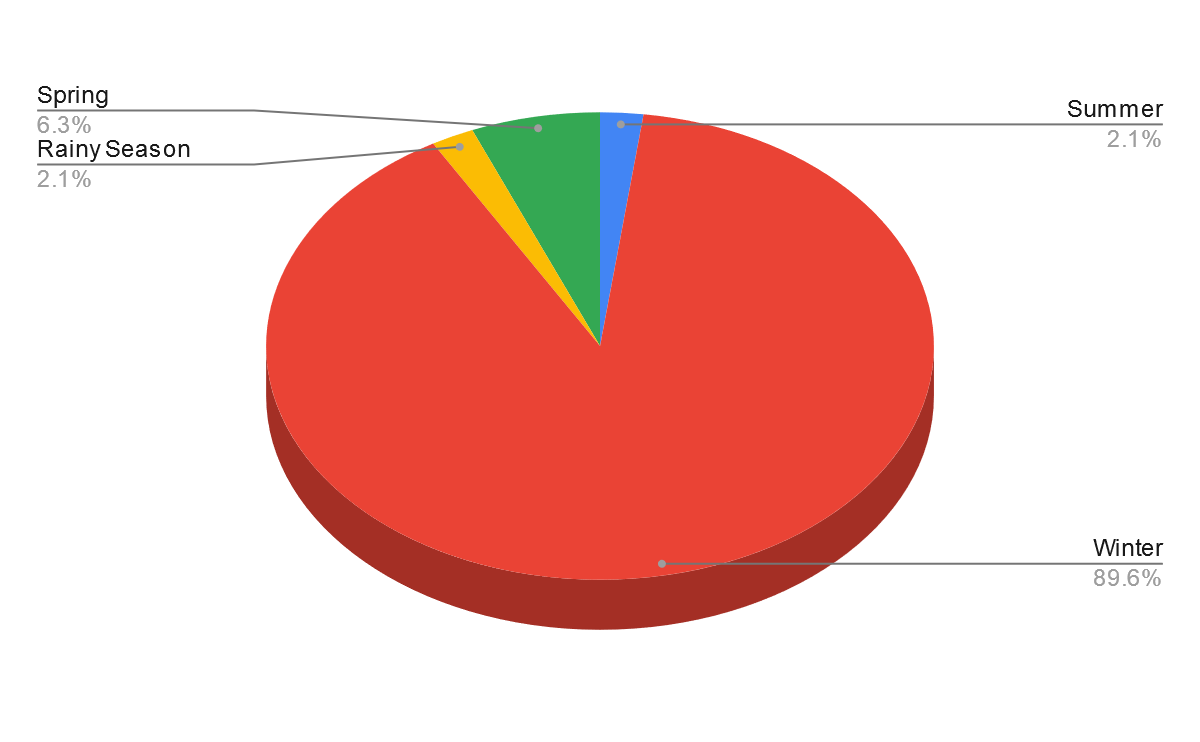 Spring
6.3%
Rainy Season
2.1%
Summer
2.1%
Winter
89.6%